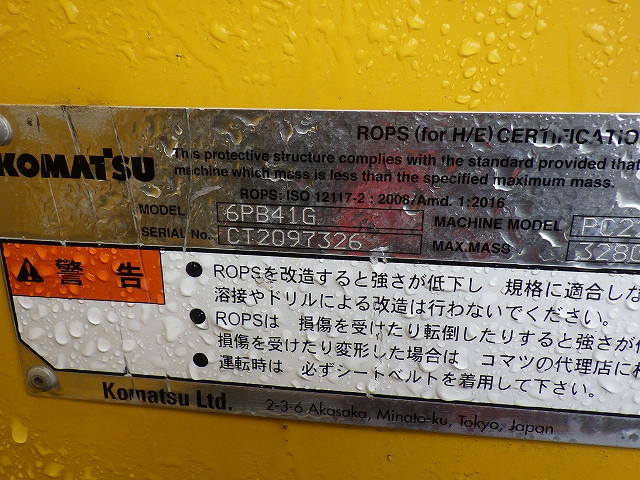 ROPS (for H/E) CERTIFICATIO
KOMATSU
This protective structure complies with the standard provided that
machine which mass is less than the specified maximum mass.
ROPS: ISO 12117-2 : 2008/Amd. 1:2016
MODEL 6PB41G MACHINE MODEL PC2
SERIAL No. CT2097326 MAX.MASS 3280
警告
● ROPSを改造すると強さが低下し 規格に適合しな
溶接やドリルによる改造は行わないでください。
● ROPSは 損傷を受けたり転倒したりすると強さが
損傷を受けたり変形した場合は コマツの代理店に
● 運転時は 必ずシートベルトを着用して下さい。
Komatsu Ltd. 2-3-6 Akasaka, Minato-ku, Tokyo, Japan